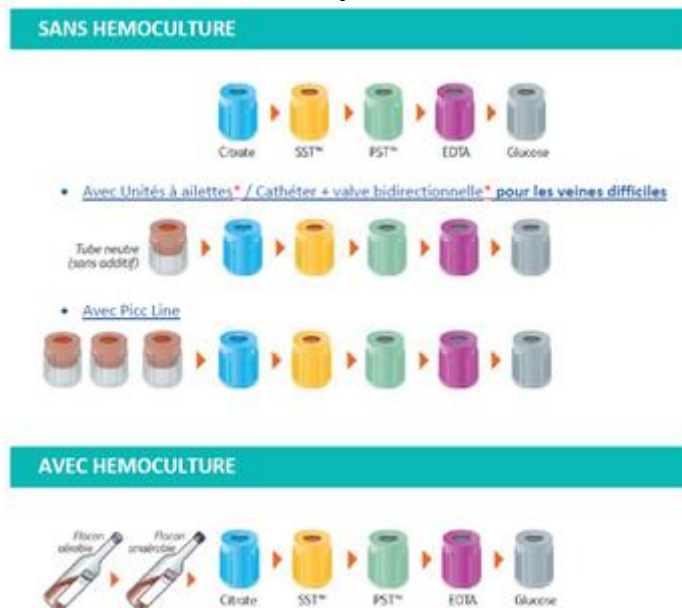 SANS HEMOCULTURE
Citrate SST™ PST™ EDTA Glucose
• Avec Unités à ailettes* / Cathéter + valve bidirectionnelle* pour les veines difficiles
Tube neutre
(sans additif)
• Avec Picc Line
AVEC HEMOCULTURE
Flacon aérobie
Flacon anaérobie
Citrate SST™ PST™ EDTA Glucose